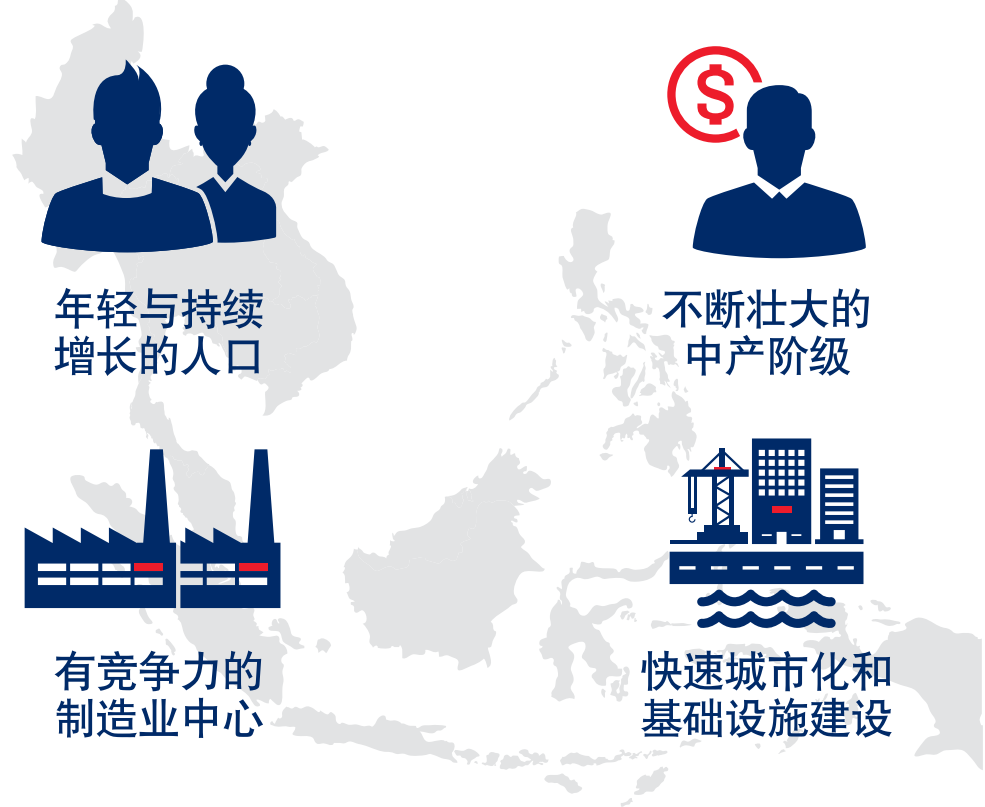 年轻与持续
增长的人口
不断壮大的
中产阶级
有竞争力的
制造业中心
快速城市化和
基础设施建设